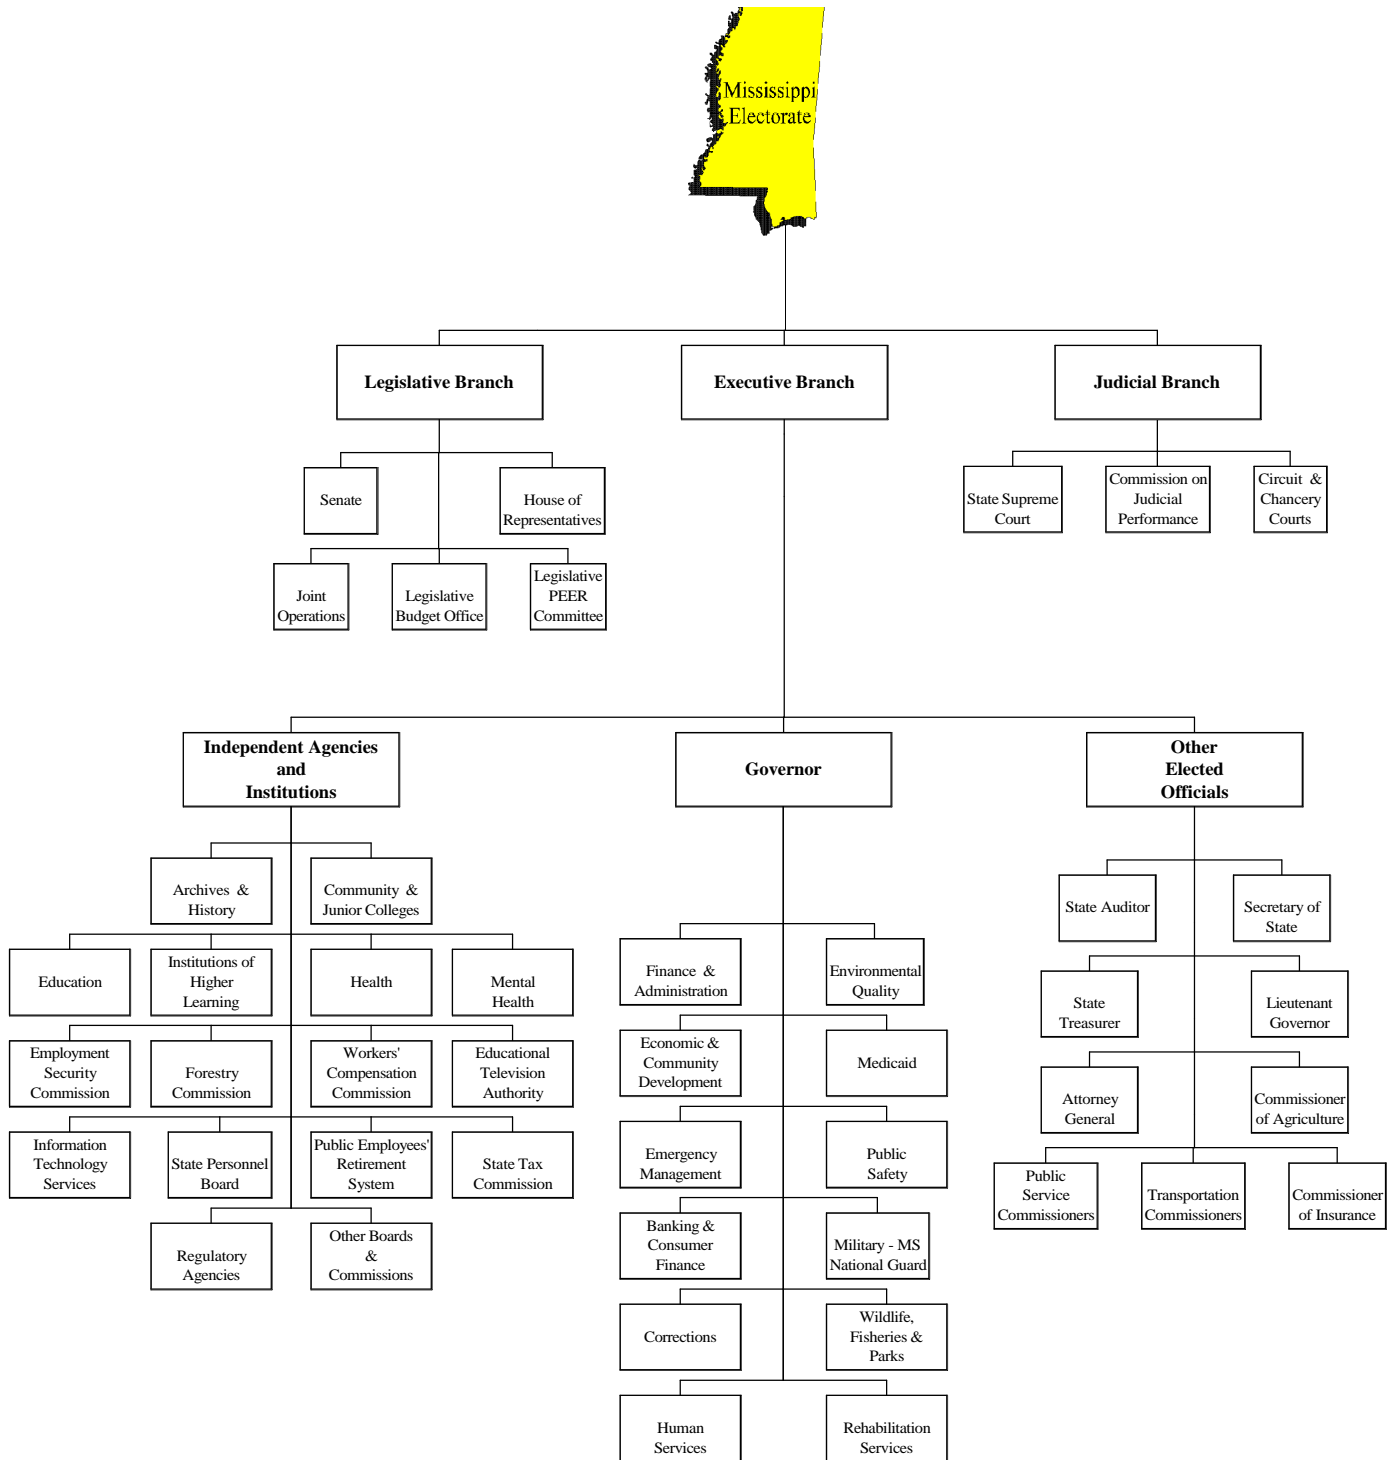 Mississippi
Electorate
Legislative Branch
Executive Branch
Judicial Branch
Senate
House of
Representatives
State Supreme
Court
Commission on
Judicial
Performance
Circuit &
Chancery
Courts
Joint
Operations
Legislative
Budget Office
Legislative
PEER
Committee
Independent Agencies
and
Institutions
Governor
Other
Elected
Officials
Archives &
History
Community &
Junior Colleges
Education
Institutions of
Higher
Learning
Health
Mental
Health
Employment
Security
Commission
Forestry
Commission
Workers'
Compensation
Commission
Educational
Television
Authority
Information
Technology
Services
State Personnel
Board
Public Employees'
Retirement
System
State Tax
Commission
Regulatory
Agencies
Other Boards
&
Commissions
Finance &
Administration
Environmental
Quality
Economic &
Community
Development
Medicaid
Emergency
Management
Public
Safety
Banking &
Consumer
Finance
Military - MS
National Guard
Corrections
Wildlife,
Fisheries &
Parks
Human
Services
Rehabilitation
Services
State Auditor
Secretary of
State
State
Treasurer
Lieutenant
Governor
Attorney
General
Commissioner
of Agriculture
Public
Service
Commissioners
Transportation
Commissioners
Commissioner
of Insurance